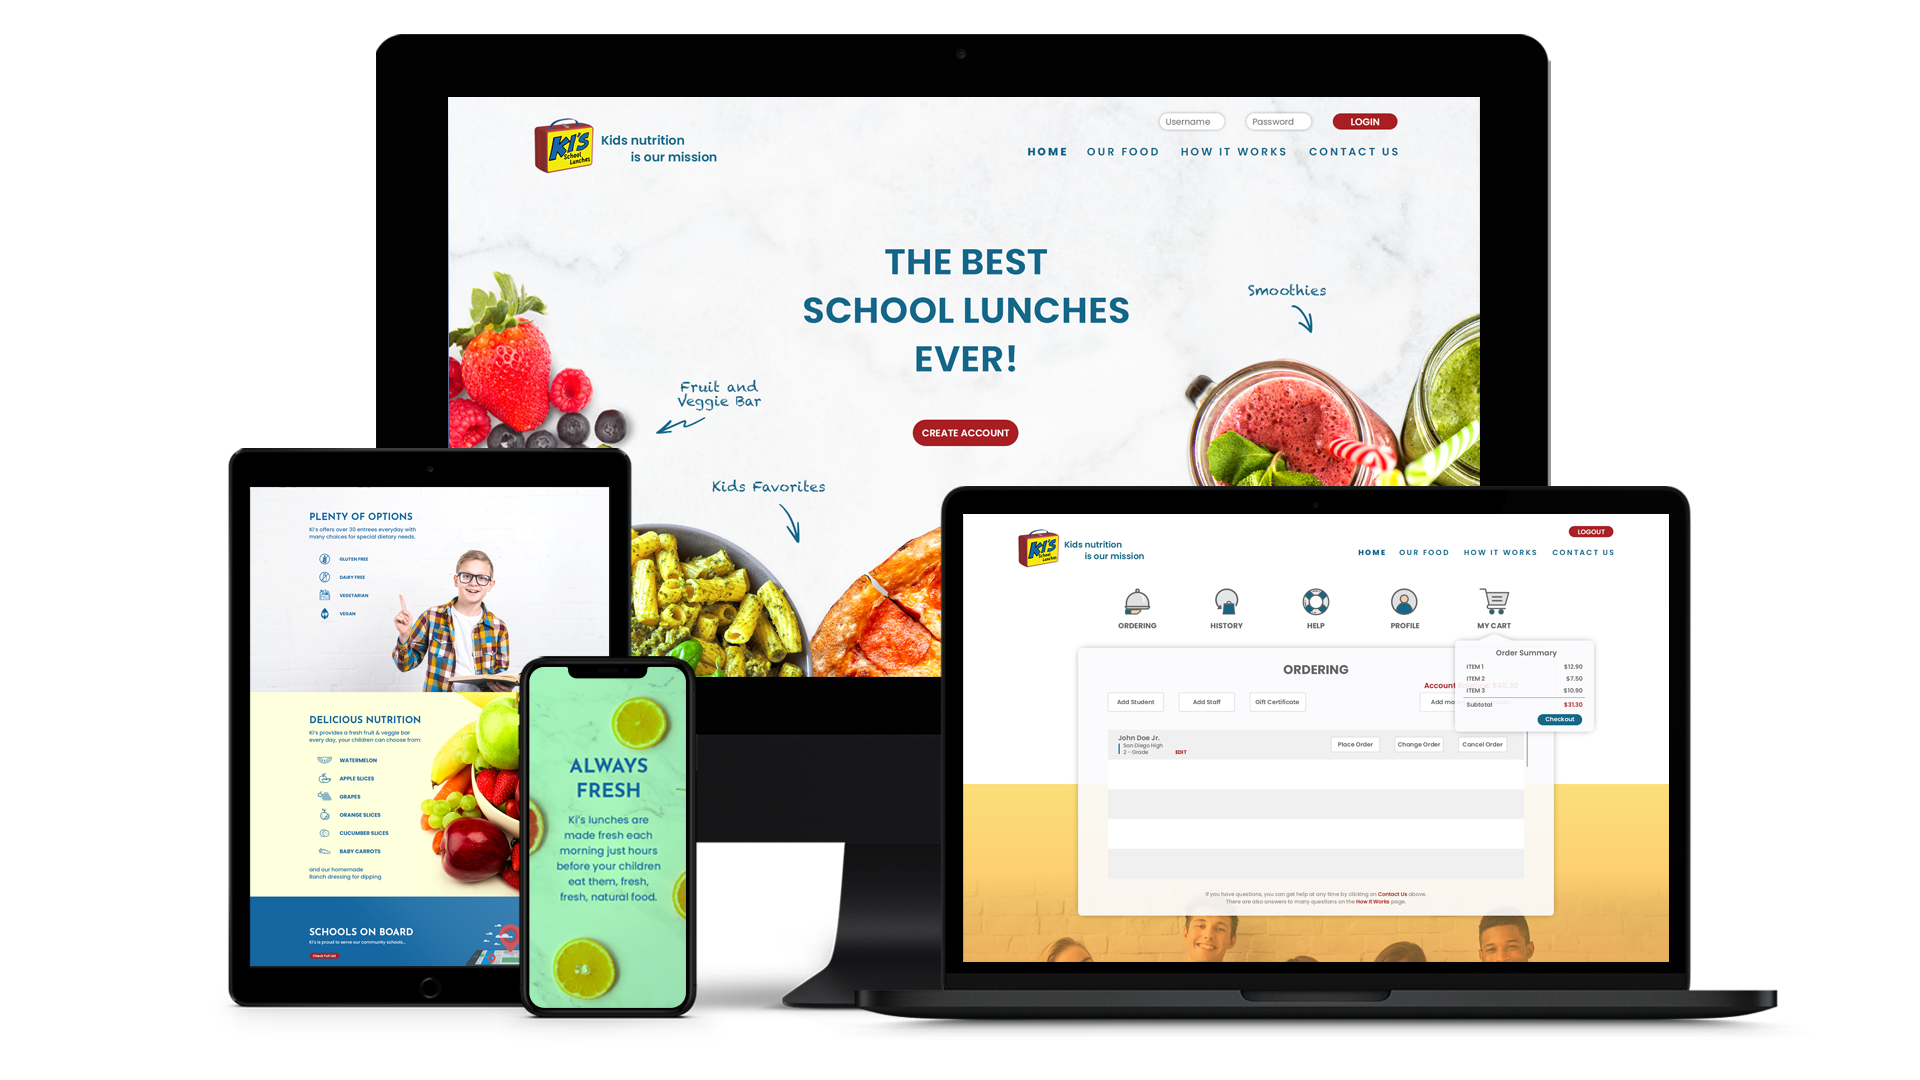 Ki's
School
Lunches
Kids nutrition
is our mission
Username
Password
LOGIN
HOME
OUR FOOD
HOW IT WORKS
CONTACT US
THE BEST
SCHOOL LUNCHES
EVER!
CREATE ACCOUNT
Smoothies
Fruit and
Veggie Bar
Kids Favorites
PLENTY OF OPTIONS
Ki's offers over 30 entrees everyday with
many choices for special dietary needs.
GLUTEN FREE
DAIRY FREE
VEGETARIAN
VEGAN
DELICIOUS NUTRITION
Ki's provides a fresh fruit & veggie bar
every day, your children can choose from:
WATERMELON
APPLE SLICES
GRAPES
ORANGE SLICES
CUCUMBER SLICES
BABY CARROTS
and our homemade
Ranch dressing for dipping
SCHOOLS ON BOARD
Ki's is proud to serve our community schools...
Check Full List
ALWAYS
FRESH
Ki's lunches are
made fresh each
morning just hours
before your children
eat them, fresh,
fresh, natural food.
Ki's
School
Lunches
Kids nutrition
is our mission
LOGOUT
HOME
OUR FOOD
HOW IT WORKS
CONTACT US
ORDERING
HISTORY
HELP
PROFILE
MY CART
Order Summary
ITEM 1 $12.90
ITEM 2 $7.50
ITEM 3 $10.90
Subtotal $31.30
Checkout
ORDERING
Account
Add Student
Add Staff
Gift Certificate
Add
John Doe Jr.
San Diego High
2 - Grade
EDIT
Place Order
Change Order
Cancel Order
If you have questions, you can get help at any time by clicking on Contact Us above.
There are also answers to many questions on the How it Works page.